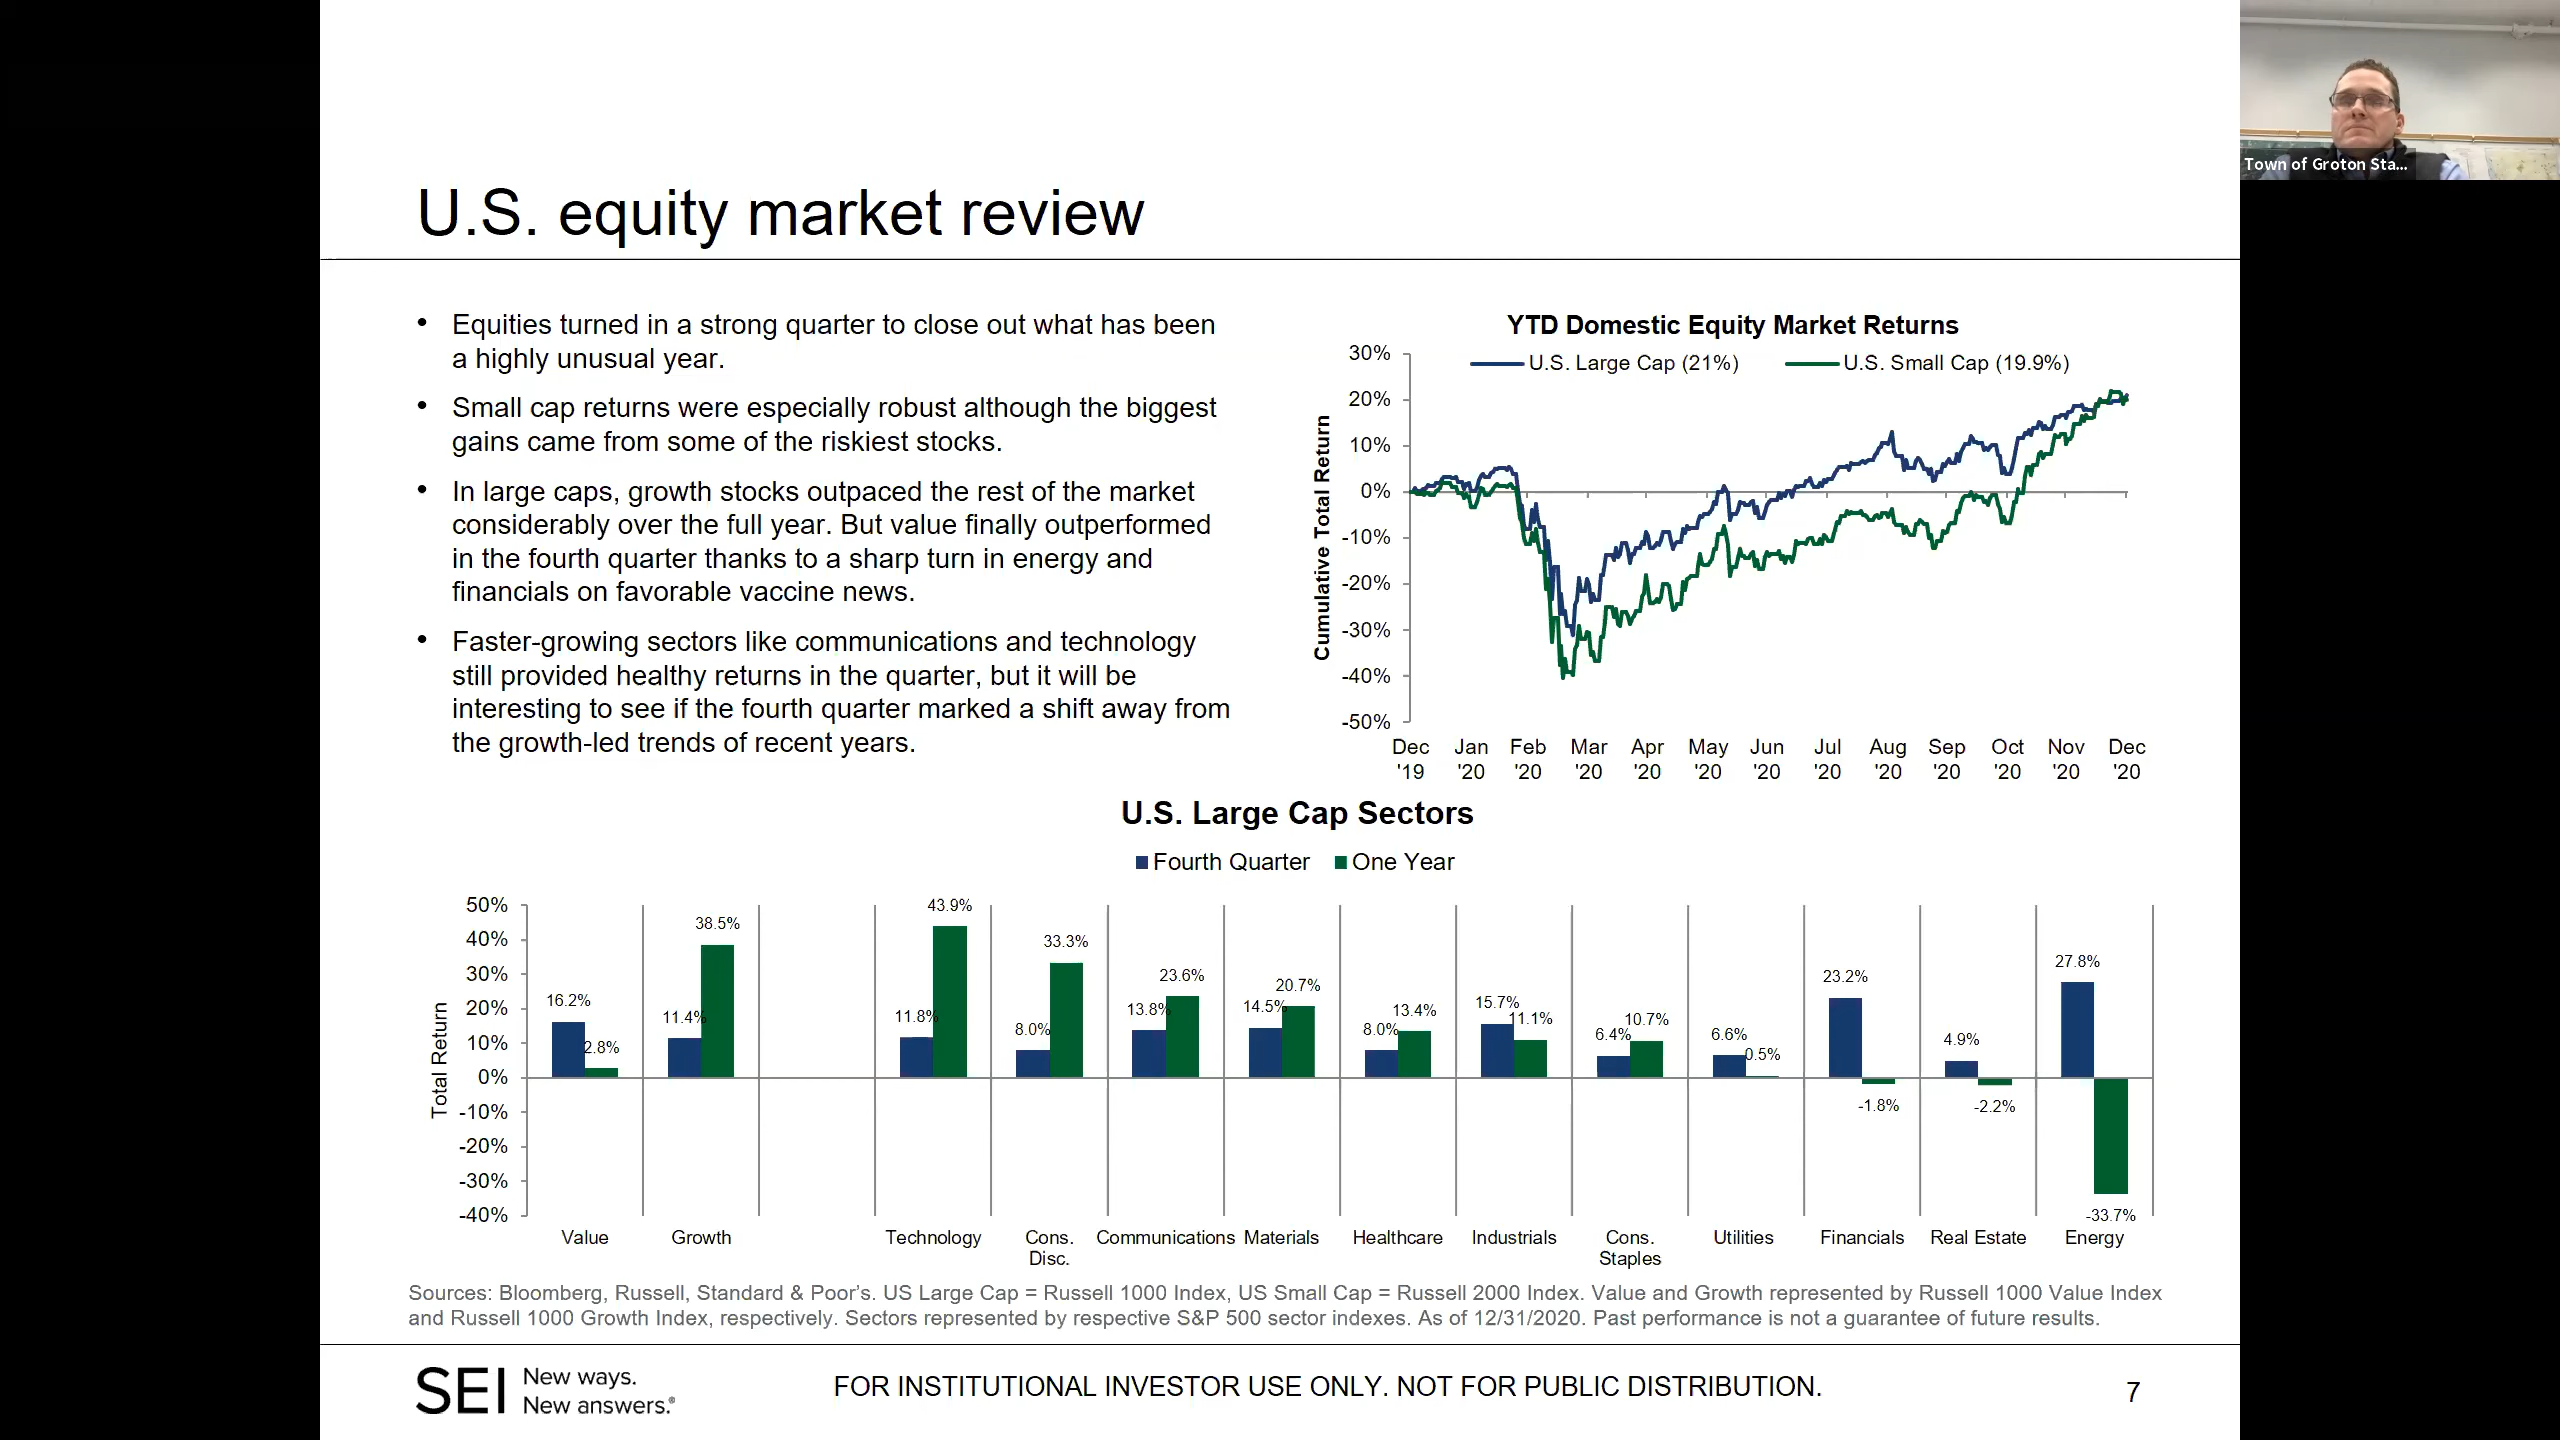 Town of Groton Sta...
U.S. equity market review
• Equities turned in a strong quarter to close out what has been
a highly unusual year.
• Small cap returns were especially robust although the biggest
gains came from some of the riskiest stocks.
• In large caps, growth stocks outpaced the rest of the market
considerably over the full year. But value finally outperformed
in the fourth quarter thanks to a sharp turn in energy and
financials on favorable vaccine news.
• Faster-growing sectors like communications and technology
still provided healthy returns in the quarter, but it will be
interesting to see if the fourth quarter marked a shift away from
the growth-led trends of recent years.
YTD Domestic Equity Market Returns
U.S. Large Cap (21%) U.S. Small Cap (19.9%)
Cumulative Total Return
30%
20%
10%
0%
-10%
-20%
-30%
-40%
-50%
Dec Jan Feb Mar Apr May Jun Jul Aug Sep Oct Nov Dec
'19 '20 '20 '20 '20 '20 '20 '20 '20 '20 '20 '20 '20
U.S. Large Cap Sectors
Fourth Quarter One Year
Total Return
50%
40%
30%
20%
10%
0%
-10%
-20%
-30%
-40%
16.2% 2.8%
11.4% 38.5%
11.8% 43.9%
8.0% 33.3%
13.8% 23.6%
14.5% 20.7%
8.0% 13.4%
15.7% 11.1%
6.4% 10.7%
6.6% 0.5%
23.2% -1.8%
4.9% -2.2%
27.8% -33.7%
Value Growth Technology Cons. Communications Materials Healthcare Industrials Cons. Utilities Financials Real Estate Energy
Disc. Staples
Sources: Bloomberg, Russell, Standard & Poor's. US Large Cap = Russell 1000 Index, US Small Cap = Russell 2000 Index. Value and Growth represented by Russell 1000 Value Index
and Russell 1000 Growth Index, respectively. Sectors represented by respective S&P 500 sector indexes. As of 12/31/2020. Past performance is not a guarantee of future results.
SEI New ways.
New answers.®
FOR INSTITUTIONAL INVESTOR USE ONLY. NOT FOR PUBLIC DISTRIBUTION.
7